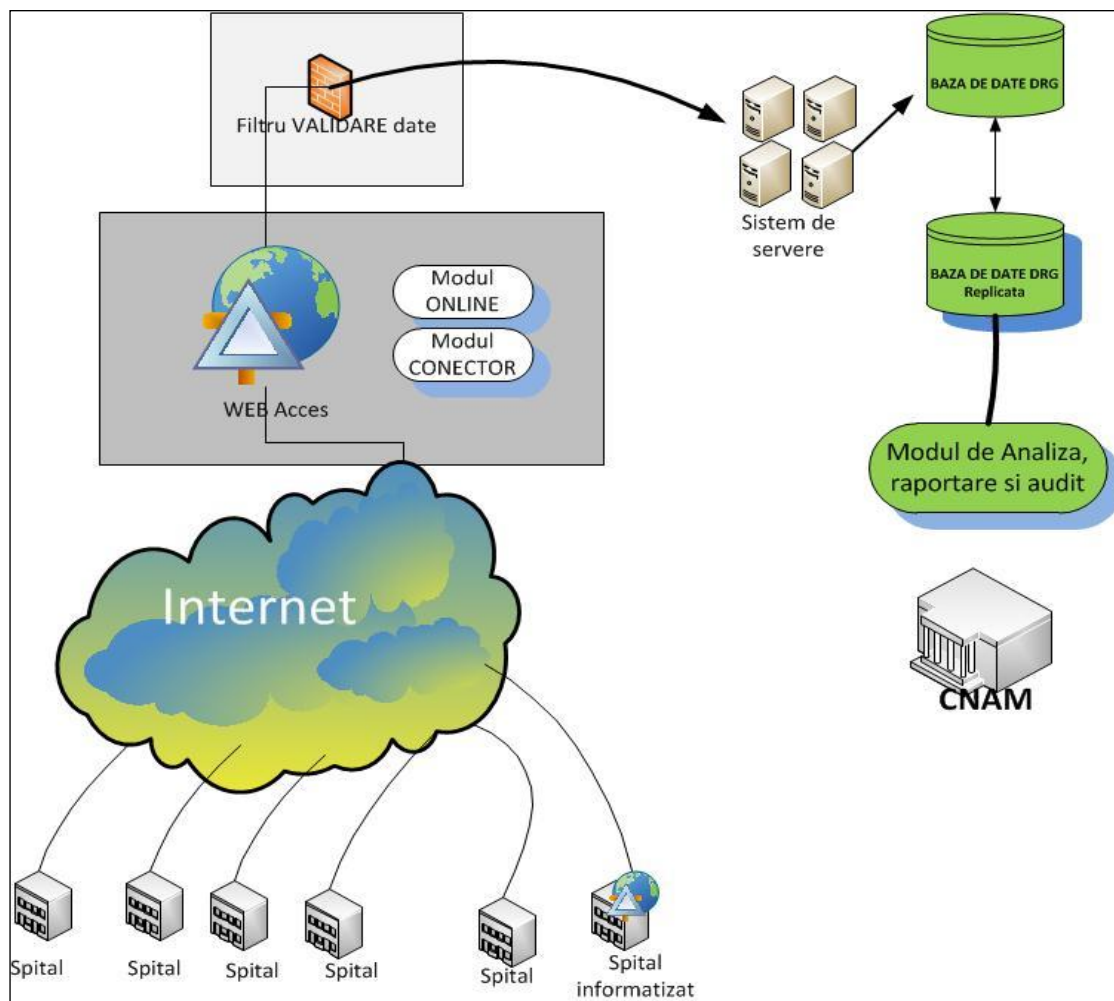 Filtru VALIDARE date
BAZA DE DATE DRG
Sistem de
servere
BAZA DE DATE DRG
Replicata
Modul
ONLINE
Modul
CONECTOR
WEB Acces
Modul de Analiza,
raportare si audit
Internet
CNAM
Spital
Spital
Spital
Spital
Spital
Spital
informatizat